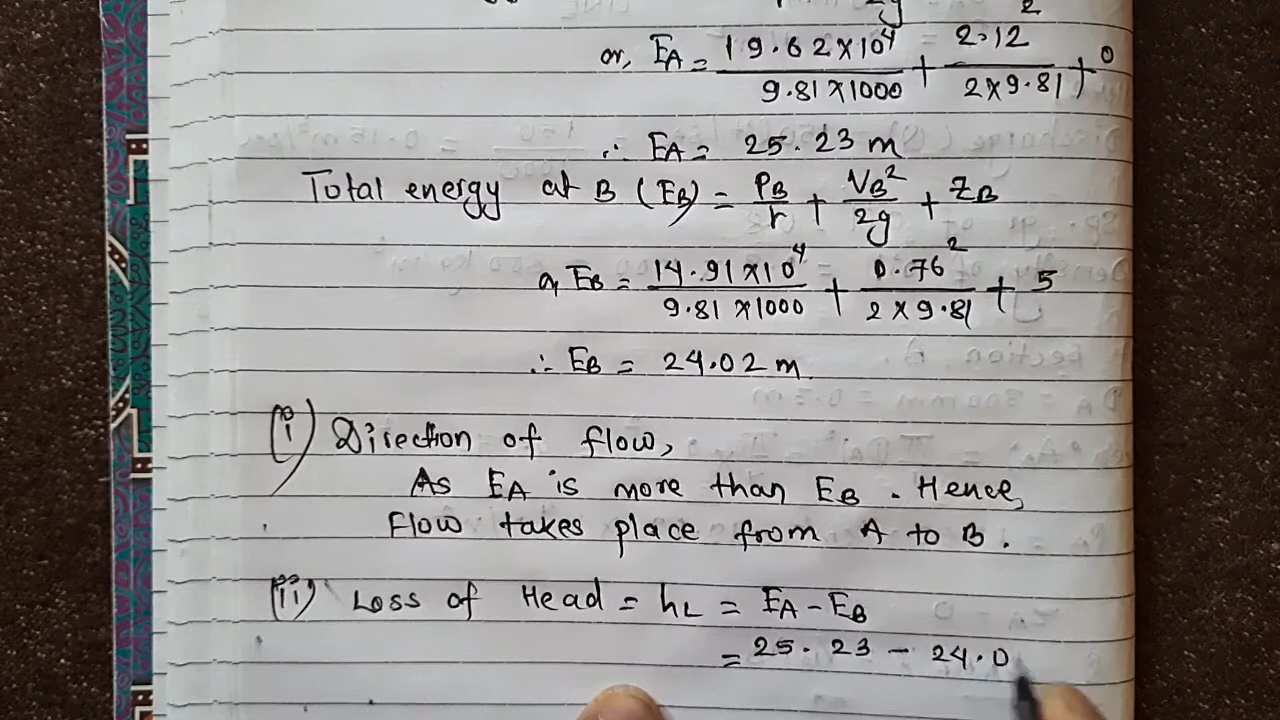 2g 2
or, EA = 19.62×10⁴ / 9.81×1000 + 2.12² / 2×9.81 + 0
∴ EA = 25.23 m
Total energy at B (EB) = PB/r + VB²/2g + ZB
or, EB = 14.91×10⁴ / 9.81×1000 + 0.76² / 2×9.81 + 5
∴ EB = 24.02 m.
(i) Direction of flow,
As EA is more than EB. Hence,
Flow takes place from A to B.
(ii) Loss of Head = hL = EA - EB
= 25.23 - 24.0